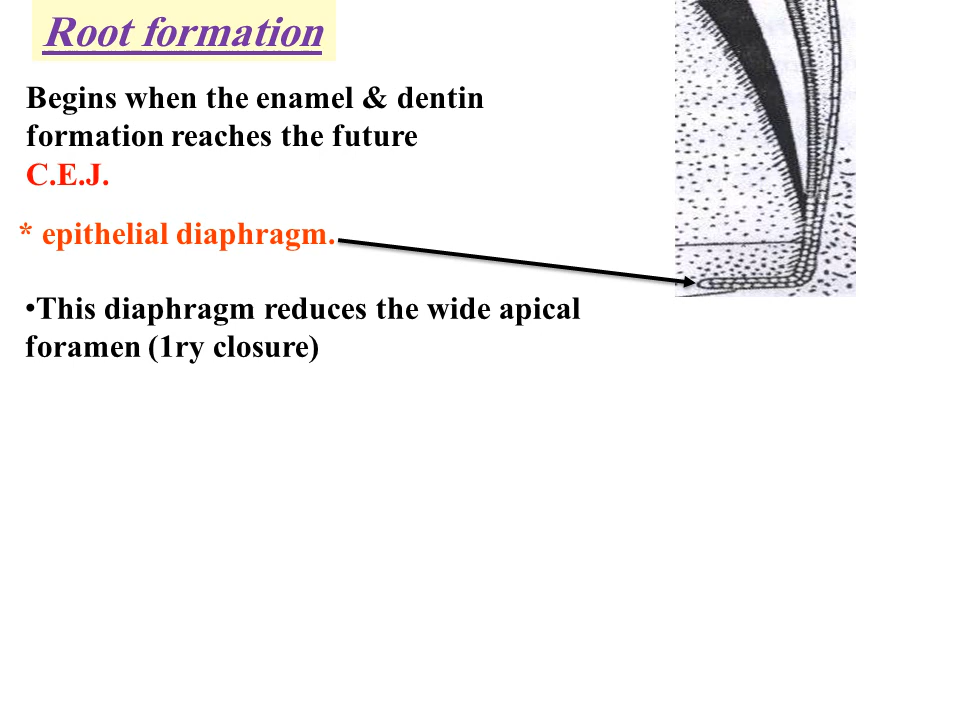 Root formation
Begins when the enamel & dentin
formation reaches the future
C.E.J.
* epithelial diaphragm.
•This diaphragm reduces the wide apical
foramen (1ry closure)